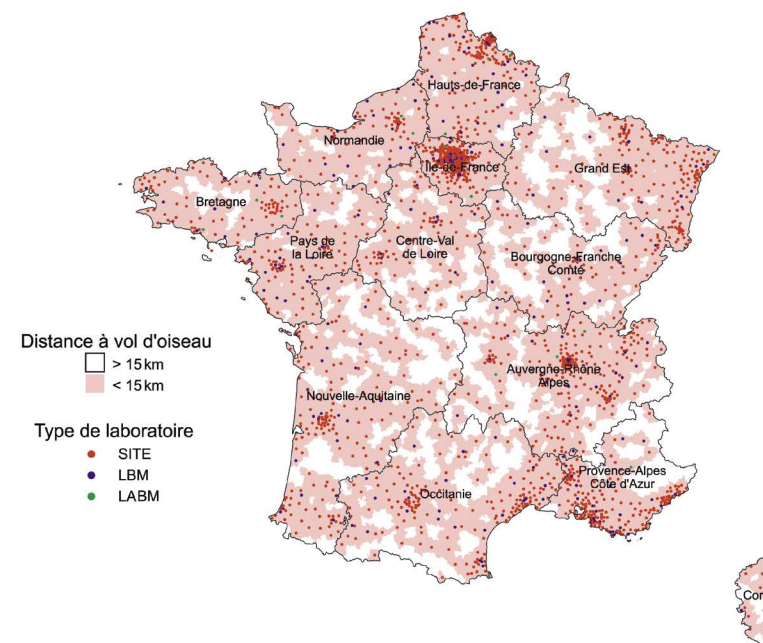 Hauts-de-France
Normandie
Ile-de-France
Grand Est
Bretagne
Pays de
la Loire
Centre-Val
de Loire
Bourgogne-Franche
Comté
Distance à vol d'oiseau
> 15 km
< 15 km
Auvergne-Rhône
Alpes
Nouvelle-Aquitaine
Type de laboratoire
SITE
LBM
LABM
Provence-Alpes
Côte d'Azur
Occitanie
Cor